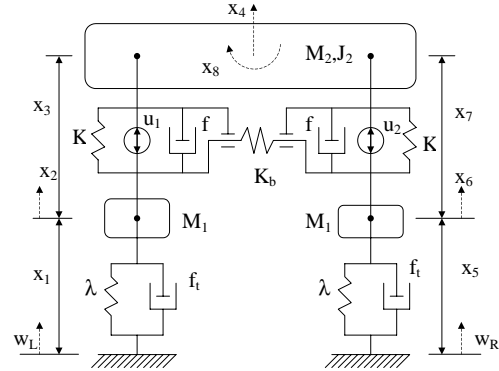 x4
M2,J2
x8
x3
x7
u1
f
f
u2
K
K
Kb
x2
x6
M1
M1
x1
ft
ft
x5
λ
λ
wL
wR